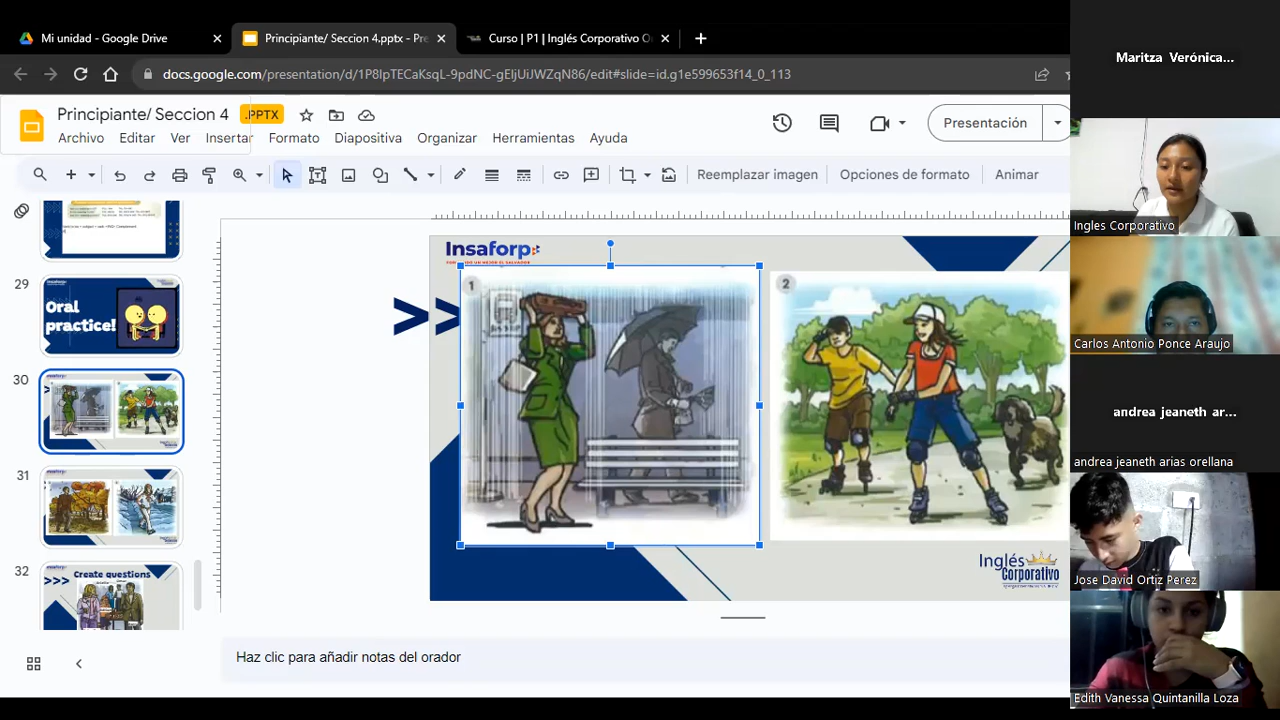 Mi unidad - Google Drive
Principiante/ Seccion 4.pptx - Pre
Curso | P1 | Inglés Corporativo O
docs.google.com/presentation/d/1P8IpTECaKsqL-9pdNC-gEljUiJWZqN86/edit#slide=id.g1e599653f14_0_113
Principiante/ Seccion 4
.PPTX
Presentación
Archivo Editar Ver Insertar Formato Diapositiva Organizar Herramientas Ayuda
Reemplazar imagen
Opciones de formato
Animar
29
Oral
practice!
30
31
32
Create questions
>>>
Insaforp
1
2
>>
Inglés
Corporativo
Haz clic para añadir notas del orador
Maritza Verónica...
Ingles Corporativo
Carlos Antonio Ponce Araujo
andrea jeaneth ar...
andrea jeaneth arias orellana
Jose David Ortiz Perez
Edith Vanessa Quintanilla Loza